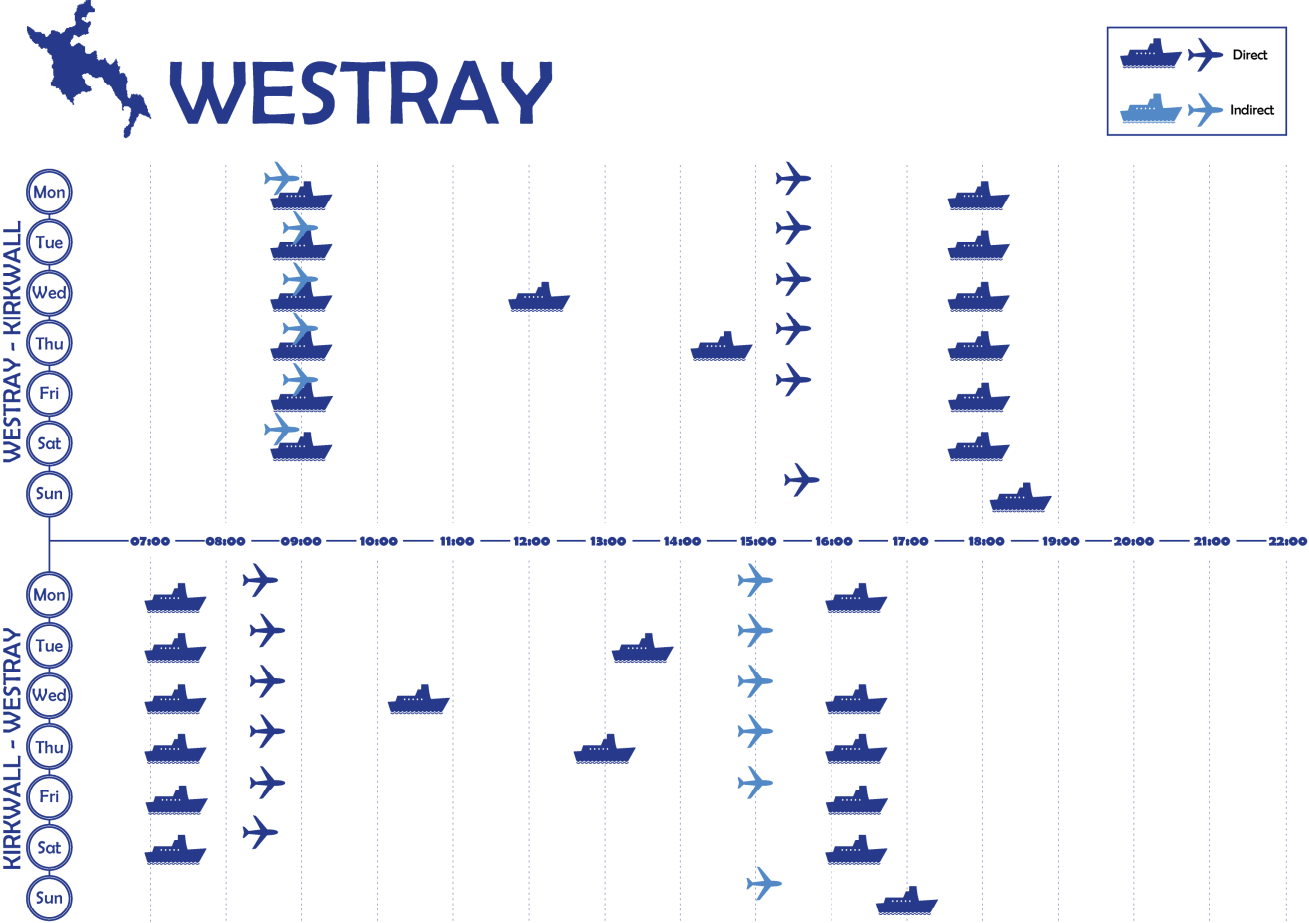 WESTRAY
Direct
Indirect
WESTRAY - KIRKWALL
Mon
Tue
Wed
Thu
Fri
Sat
Sun
07:00 08:00 09:00 10:00 11:00 12:00 13:00 14:00 15:00 16:00 17:00 18:00 19:00 20:00 21:00 22:00
KIRKWALL - WESTRAY
Mon
Tue
Wed
Thu
Fri
Sat
Sun